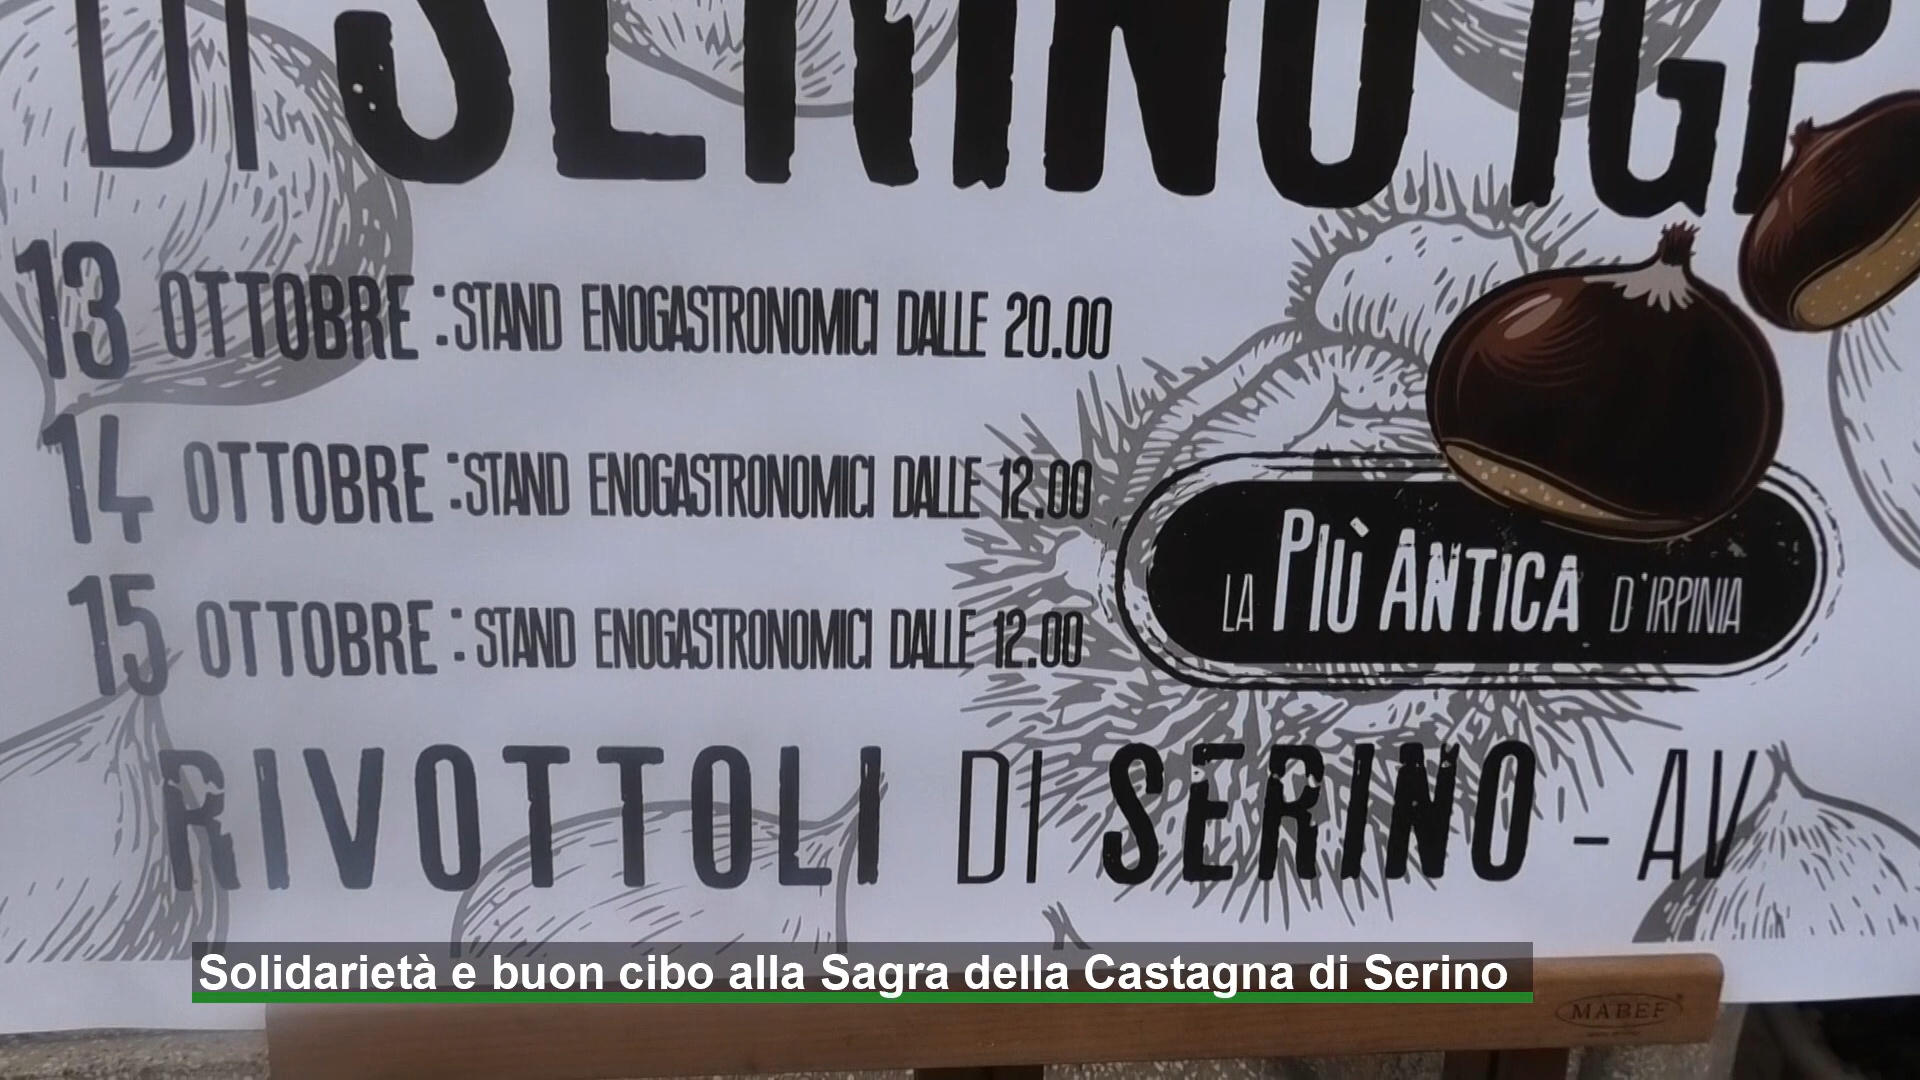 DI SERINO IGP
13 OTTOBRE : STAND ENOGASTRONOMICI DALLE 20.00
14 OTTOBRE : STAND ENOGASTRONOMICI DALLE 12.00
15 OTTOBRE : STAND ENOGASTRONOMICI DALLE 12.00
LA PIÙ ANTICA D'IRPINIA
RIVOTTOLI DI SERINO - AV
Solidarietà e buon cibo alla Sagra della Castagna di Serino
MABEF